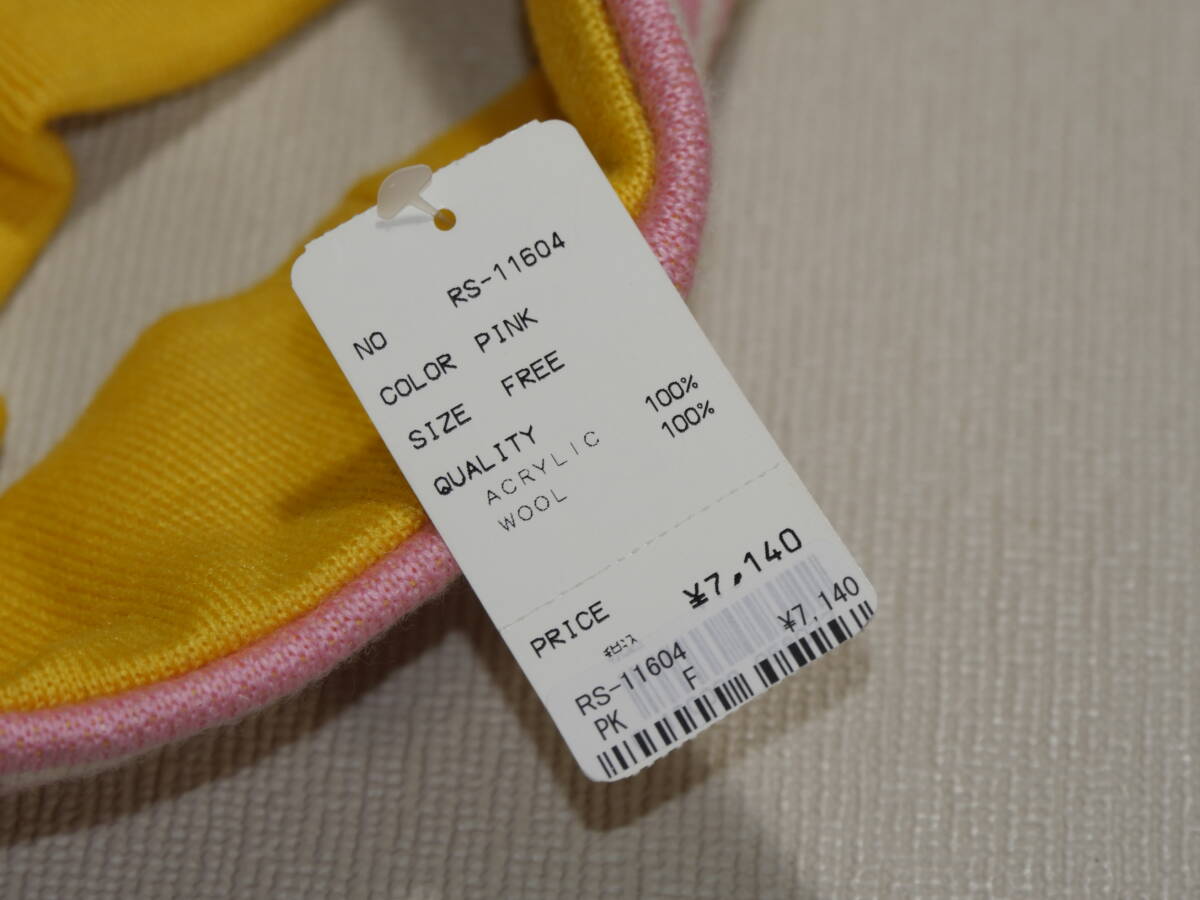 NO RS-11604
COLOR PINK
SIZE FREE
QUALITY
ACRYLIC 100%
WOOL 100%
PRICE ¥7,140
¥7,140
RS-11604
PK F